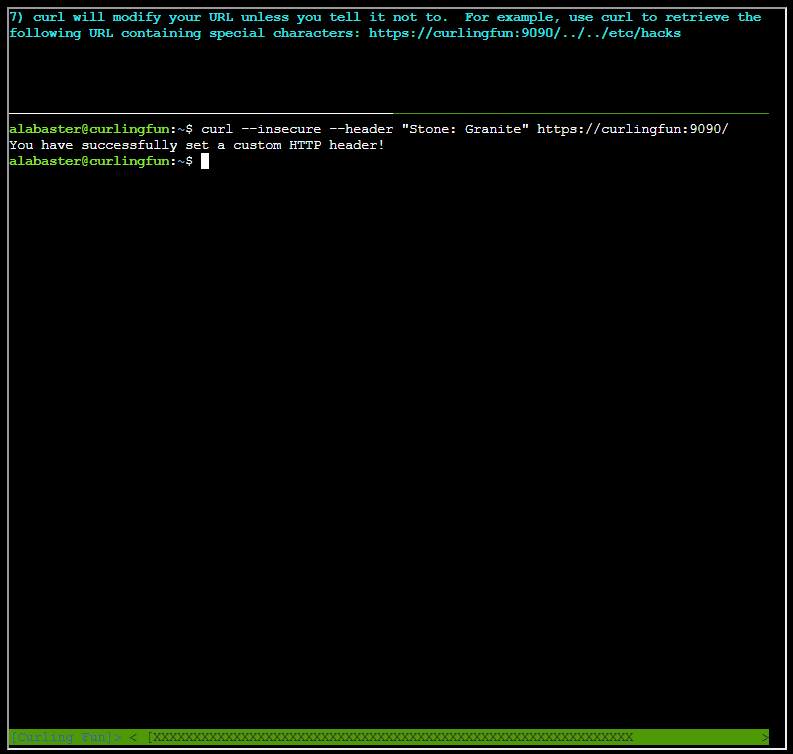 7) curl will modify your URL unless you tell it not to.  For example, use curl to retrieve the
following URL containing special characters: https://curlingfun:9090/../../etc/hacks
alabaster@curlingfun:~$ curl --insecure --header "Stone: Granite" https://curlingfun:9090/
You have successfully set a custom HTTP header!
alabaster@curlingfun:~$
[Curling Fun]> < [XXXXXXXXXXXXXXXXXXXXXXXXXXXXXXXXXXXXXXXXXXXXXXXXXXXXXXXXXXXX                >